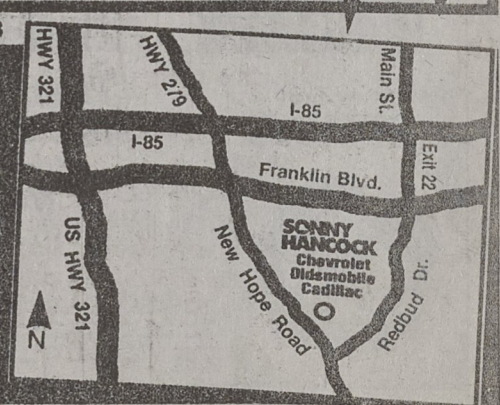 HWY 321
HWY 279
Main St.
I-85
I-85
Exit 22
Franklin Blvd.
US HWY 321
New Hope Road
SONNY
HANCOCK
Chevrolet
Oldsmobile
Cadillac
Redbud Dr.
N